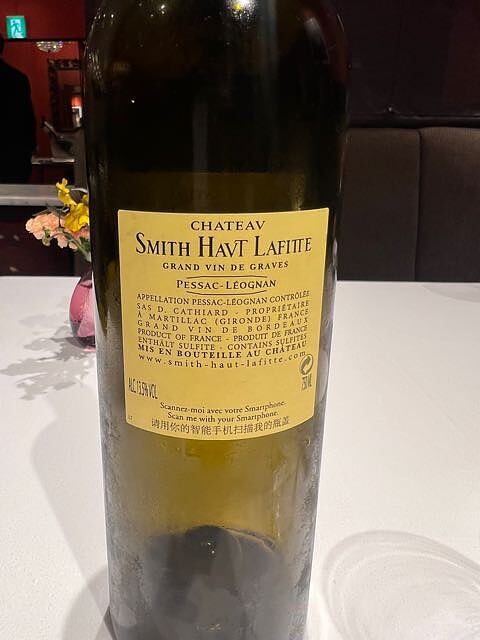 CHATEAV
SMITH HAVT LAFITTE
GRAND VIN DE GRAVES
PESSAC-LÉOGNAN
APPELLATION PESSAC-LÉOGNAN CONTRÔLÉE
SAS D. CATHIARD - PROPRIÉTAIRE
À MARTILLAC (GIRONDE) FRANCE
GRAND VIN DE BORDEAUX
PRODUCT OF FRANCE - PRODUIT DE FRANCE
ENTHÄLT SULFITE - CONTAINS SULFITES
MIS EN BOUTEILLE AU CHÂTEAU
www.smith-haut-lafitte.com
ALC.13.5% VOL
750 ML
Scannez-moi avec votre Smartphone.
Scan me with your Smartphone.
请用你的智能手机扫描我的瓶盖